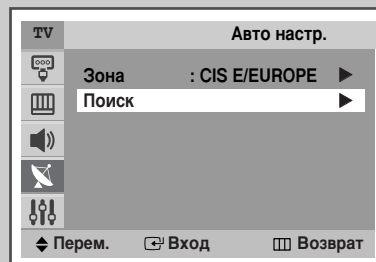 TV Авто настр.
Зона : CIS E/EUROPE
Поиск
Перем. Вход Возврат